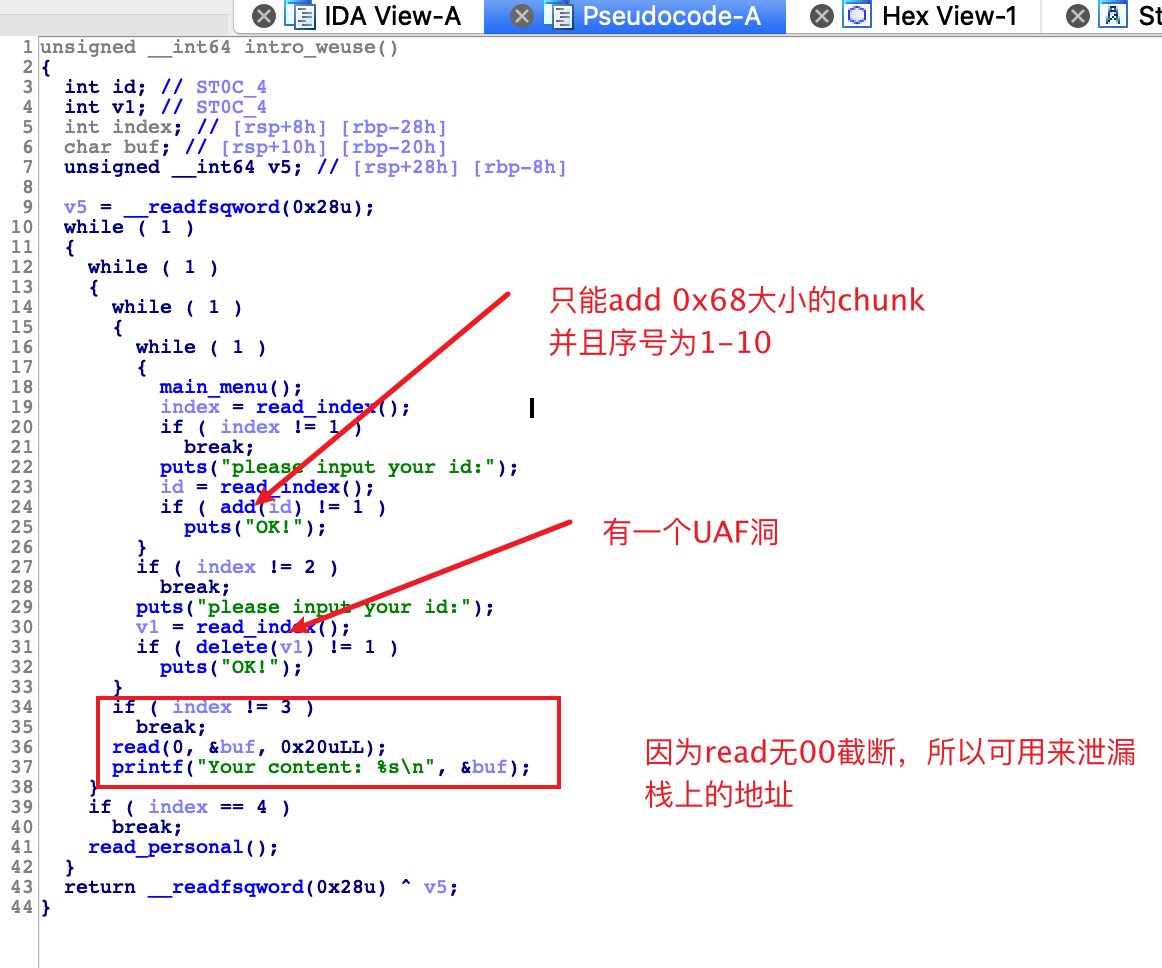 IDA View-A Pseudocode-A Hex View-1 St
1 unsigned __int64 intro_weuse()
2 {
3 int id; // ST0C_4
4 int v1; // ST0C_4
5 int index; // [rsp+8h] [rbp-28h]
6 char buf; // [rsp+10h] [rbp-20h]
7 unsigned __int64 v5; // [rsp+28h] [rbp-8h]
8
9 v5 = __readfsqword(0x28u);
10 while ( 1 )
11 {
12 while ( 1 )
13 {
14 while ( 1 )
15 {
16 while ( 1 )
17 {
18 main_menu();
19 index = read_index();
20 if ( index != 1 )
21 break;
22 puts("please input your id:");
23 id = read_index();
24 if ( add(id) != 1 )
25 puts("OK!");
26 }
27 if ( index != 2 )
28 break;
29 puts("please input your id:");
30 v1 = read_index();
31 if ( delete(v1) != 1 )
32 puts("OK!");
33 }
34 if ( index != 3 )
35 break;
36 read(0, &buf, 0x20uLL);
37 printf("Your content: %s\n", &buf);
38 }
39 if ( index == 4 )
40 break;
41 read_personal();
42 }
43 return __readfsqword(0x28u) ^ v5;
44 }
只能add 0x68大小的chunk
并且序号为1-10
有一个UAF洞
因为read无00截断，所以可用来泄漏
栈上的地址